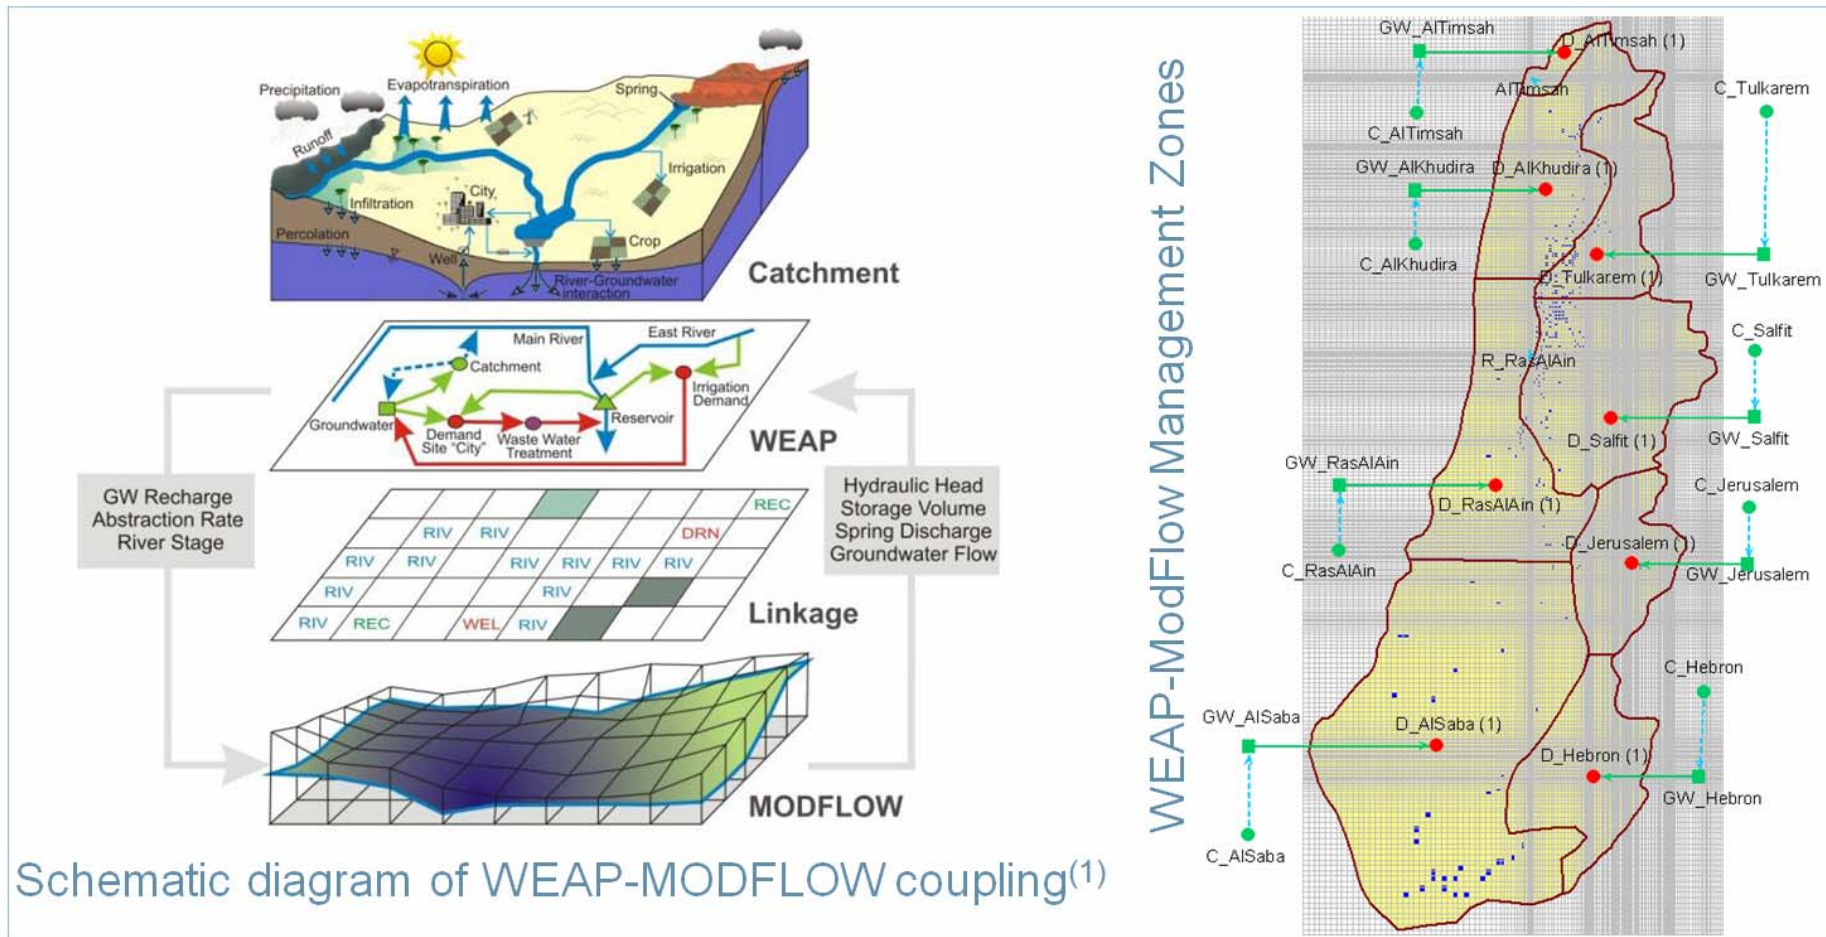 Precipitation
Evapotranspiration
Spring
Runoff
Irrigation
City
Infiltration
Percolation
Well
Crop
River-Groundwater
interaction
Catchment
Main River
East River
Catchment
Groundwater
Demand
Site "City"
Waste Water
Treatment
Reservoir
Irrigation
Demand
WEAP
GW Recharge
Abstraction Rate
River Stage
Hydraulic Head
Storage Volume
Spring Discharge
Groundwater Flow
REC
RIV RIV DRN
RIV RIV RIV RIV RIV RIV
RIV RIV
RIV REC WEL RIV
Linkage
MODFLOW
Schematic diagram of WEAP-MODFLOW coupling(1)
WEAP-ModFlow Management Zones
GW_AlTimsah
D_AlTimsah (1)
AlTimsah
C_AlTimsah
C_Tulkarem
GW_AlKhudira
D_AlKhudira (1)
C_AlKhudira
D_Tulkarem (1)
GW_Tulkarem
C_Salfit
R_RasAlAin
D_Salfit (1)
GW_Salfit
GW_RasAlAin
D_RasAlAin (1)
C_Jerusalem
D_Jerusalem (1)
C_RasAlAin
GW_Jerusalem
C_Hebron
GW_AlSaba
D_AlSaba (1)
D_Hebron (1)
GW_Hebron
C_AlSaba